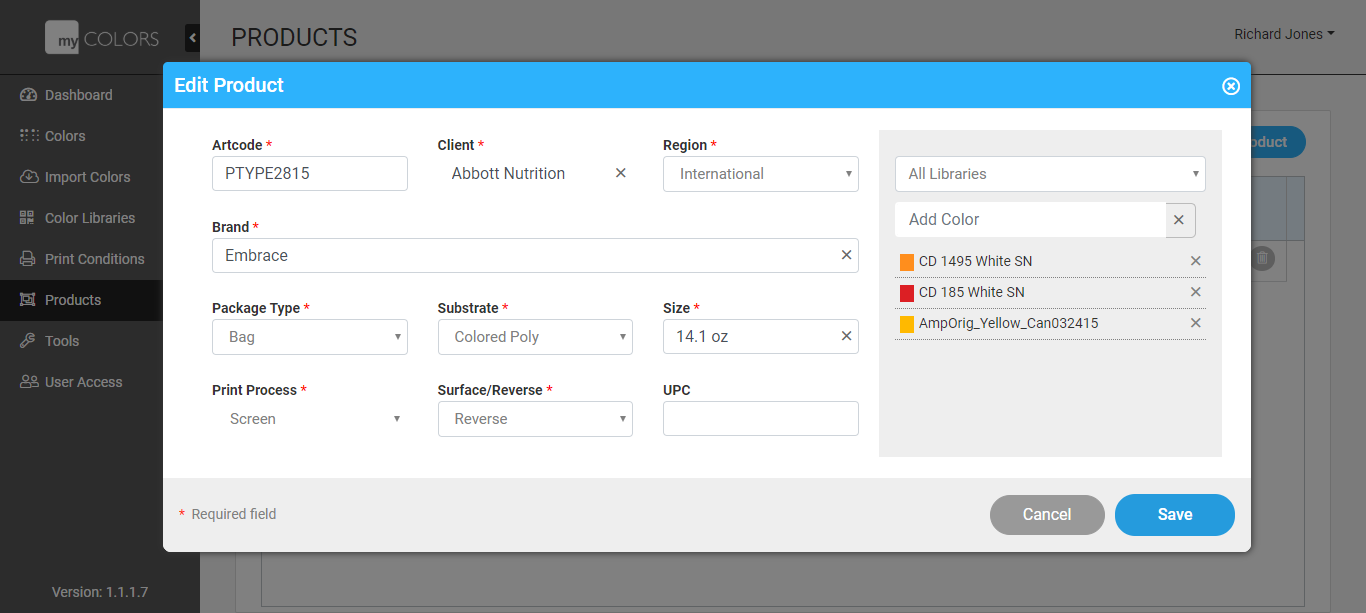 my COLORS
PRODUCTS
Richard Jones
Dashboard
Colors
Import Colors
Color Libraries
Print Conditions
Products
Tools
User Access
Version: 1.1.1.7
Edit Product
Artcode *
PTYPE2815
Client *
Abbott Nutrition
Region *
International
Brand *
Embrace
Package Type *
Bag
Substrate *
Colored Poly
Size *
14.1 oz
Print Process *
Screen
Surface/Reverse *
Reverse
UPC
All Libraries
Add Color
CD 1495 White SN
CD 185 White SN
AmpOrig_Yellow_Can032415
* Required field
Cancel
Save
oduct